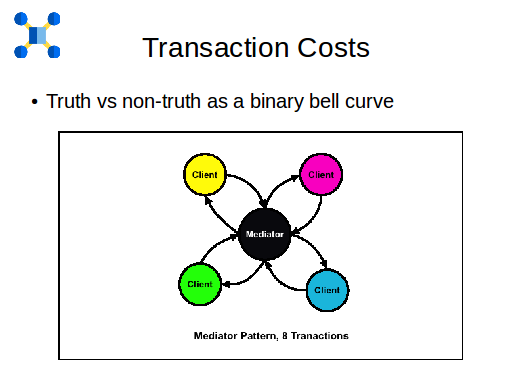 Transaction Costs
• Truth vs non-truth as a binary bell curve
Client
Client
Mediator
Client
Client
Mediator Pattern, 8 Tranactions